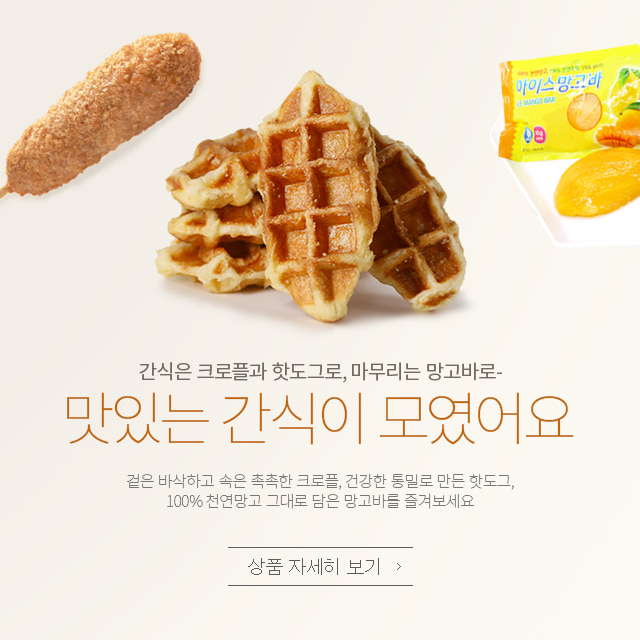 아이스망고바
ICE MANGO BAR
간식은 크로플과 핫도그로, 마무리는 망고바로-
맛있는 간식이 모였어요
겉은 바삭하고 속은 촉촉한 크로플, 건강한 통밀로 만든 핫도그,
100% 천연망고 그대로 담은 망고바를 즐겨보세요
상품 자세히 보기 >